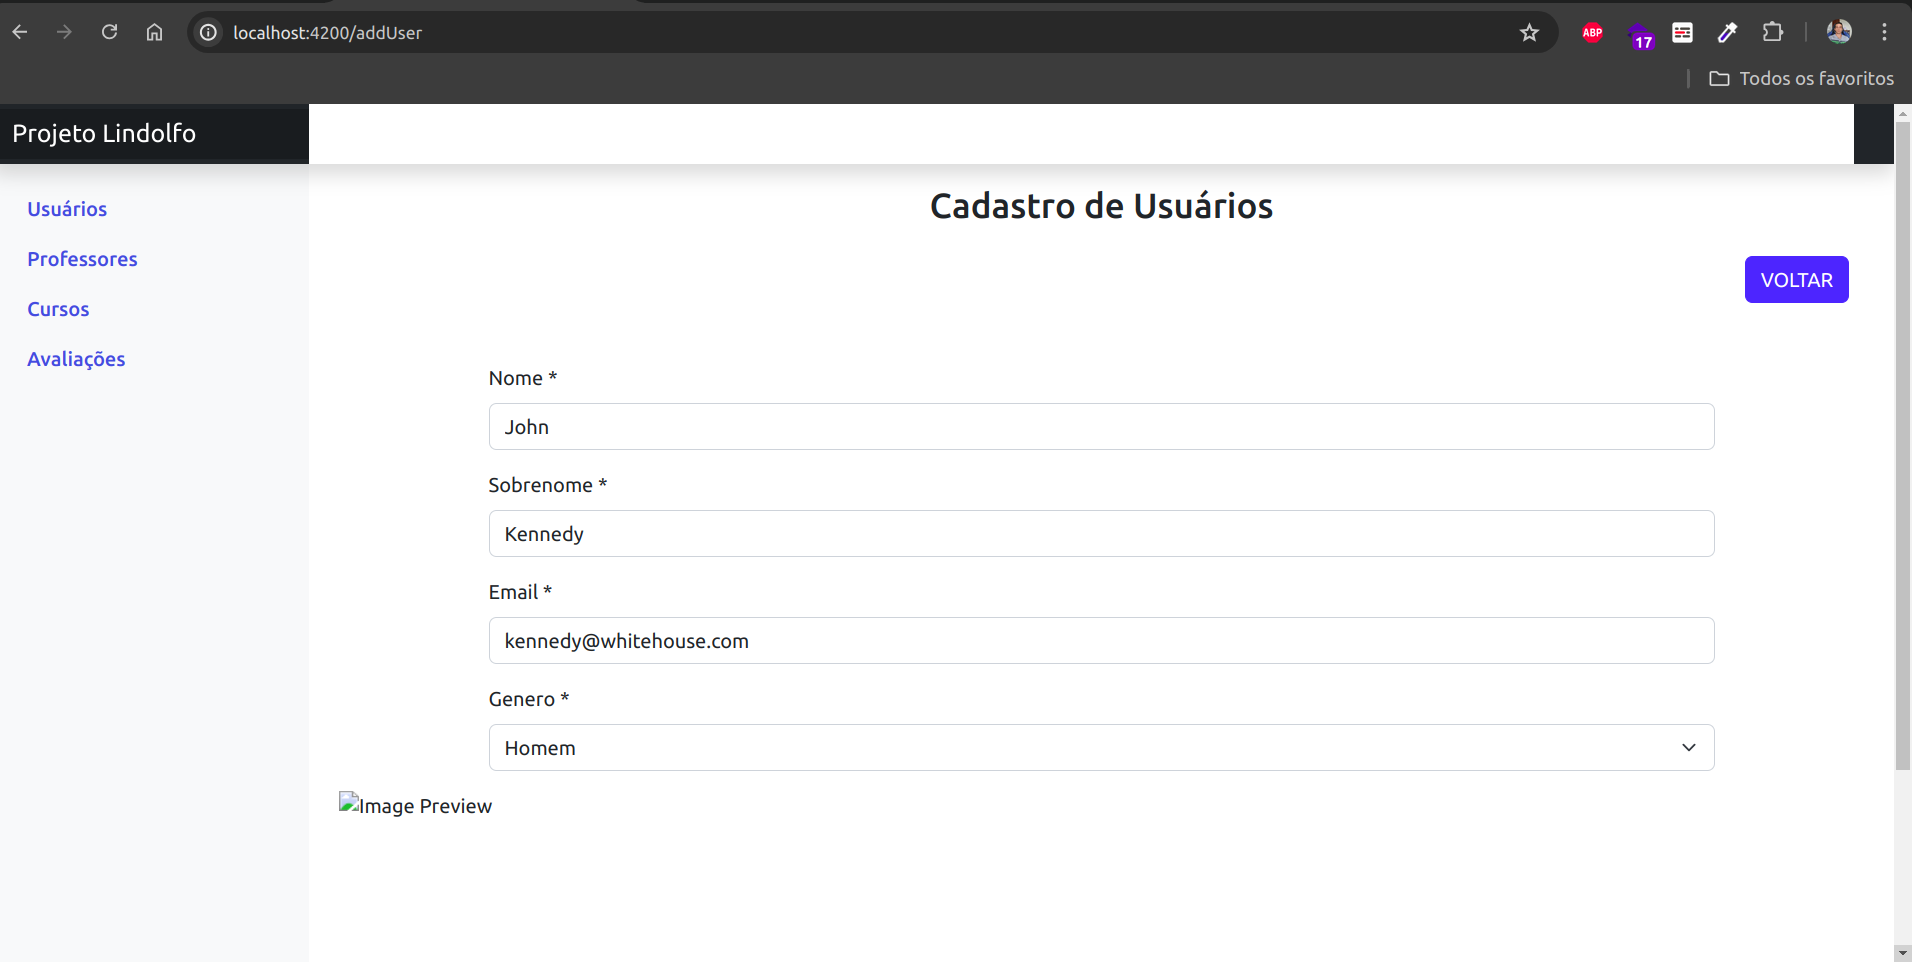 localhost:4200/addUser
ABP
17
Todos os favoritos
Projeto Lindolfo
Usuários
Professores
Cursos
Avaliações
Cadastro de Usuários
VOLTAR
Nome *
John
Sobrenome *
Kennedy
Email *
kennedy@whitehouse.com
Genero *
Homem
Image Preview